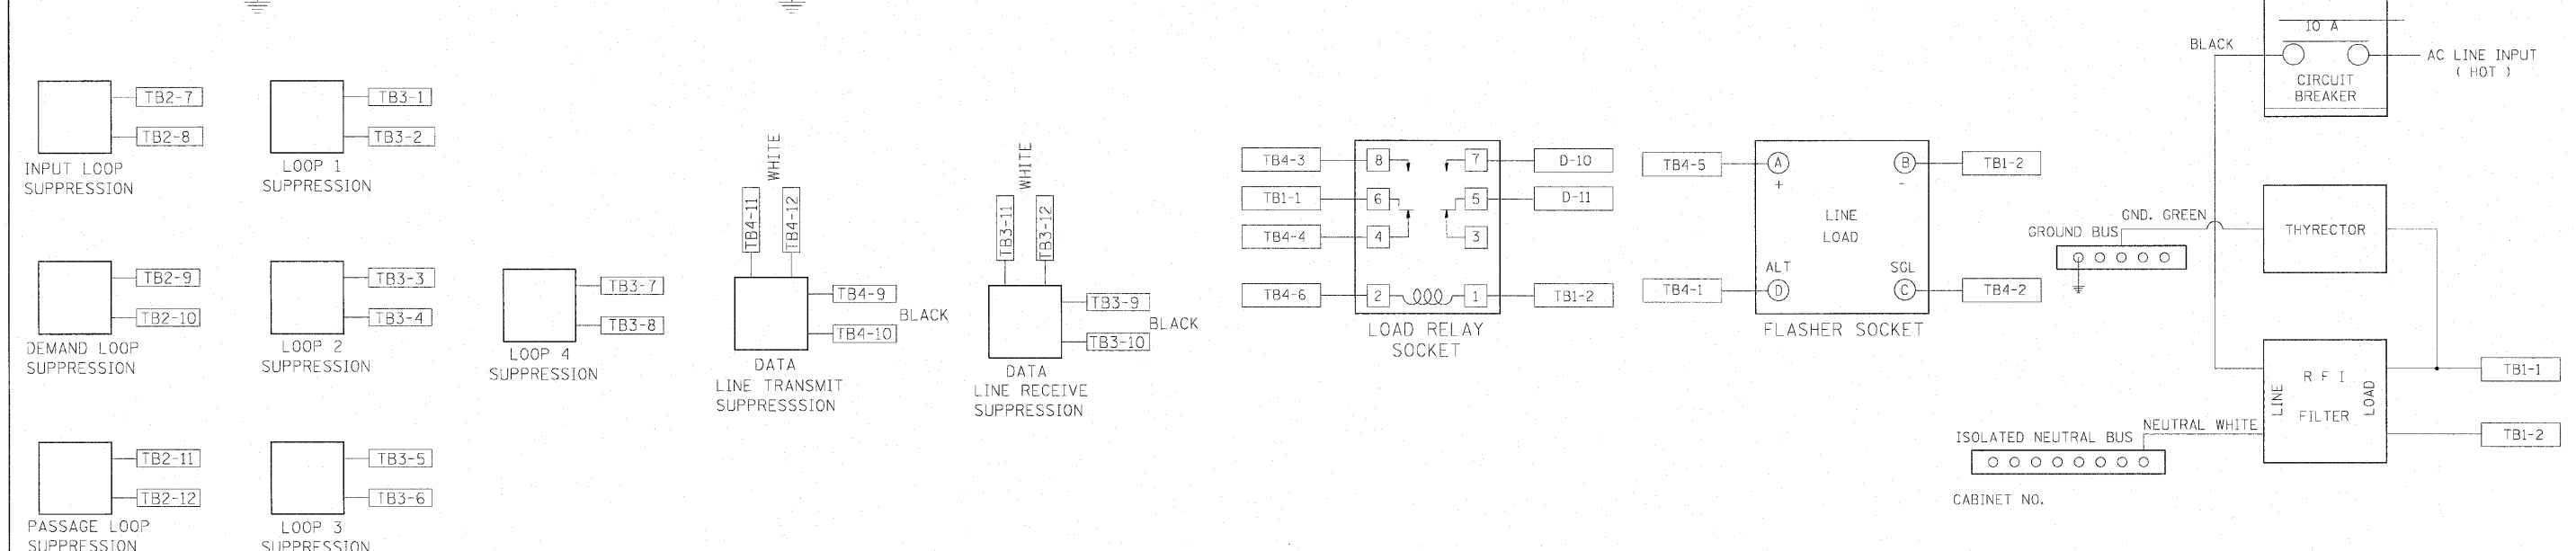 INPUT LOOP
SUPPRESSION
TB2-7
TB2-8
LOOP 1
SUPPRESSION
TB3-1
TB3-2
DEMAND LOOP
SUPPRESSION
TB2-9
TB2-10
LOOP 2
SUPPRESSION
TB3-3
TB3-4
PASSAGE LOOP
SUPPRESSION
TB2-11
TB2-12
LOOP 3
SUPPRESSION
TB3-5
TB3-6
LOOP 4
SUPPRESSION
TB3-7
TB3-8
WHITE
TB4-11
TB4-12
TB4-9
TB4-10
BLACK
DATA
LINE TRANSMIT
SUPPRESSSION
WHITE
TB3-11
TB3-12
TB3-9
TB3-10
BLACK
DATA
LINE RECEIVE
SUPPRESSION
TB4-3
8
7
D-10
TB1-1
6
5
D-11
TB4-4
4
3
TB4-6
2
1
TB1-2
LOAD RELAY
SOCKET
TB4-5
A
+
B
-
TB1-2
LINE
LOAD
ALT
D
SGL
C
TB4-1
TB4-2
FLASHER SOCKET
10 A
BLACK
AC LINE INPUT
( HOT )
CIRCUIT
BREAKER
GND. GREEN
GROUND BUS
THYRECTOR
LINE
R F I
FILTER
LOAD
TB1-1
TB1-2
NEUTRAL WHITE
ISOLATED NEUTRAL BUS
CABINET NO.